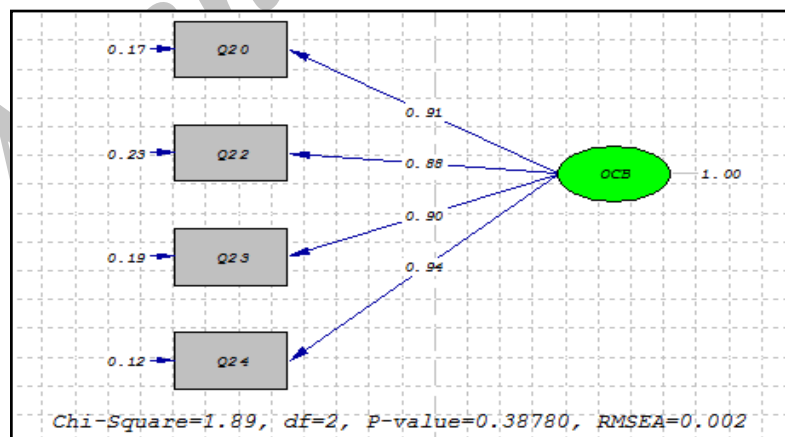 0.17 Q20
0.91
0.23 Q22
0.88
OCB 1.00
0.90
0.19 Q23
0.94
0.12 Q24
Chi-Square=1.89, df=2, P-value=0.38780, RMSEA=0.002